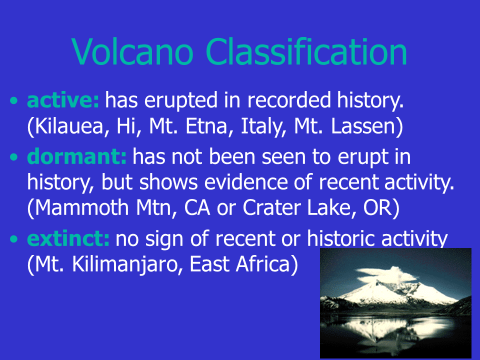 Volcano Classification
• active: has erupted in recorded history.
(Kilauea, Hi, Mt. Etna, Italy, Mt. Lassen)
• dormant: has not been seen to erupt in
history, but shows evidence of recent activity.
(Mammoth Mtn, CA or Crater Lake, OR)
• extinct: no sign of recent or historic activity
(Mt. Kilimanjaro, East Africa)